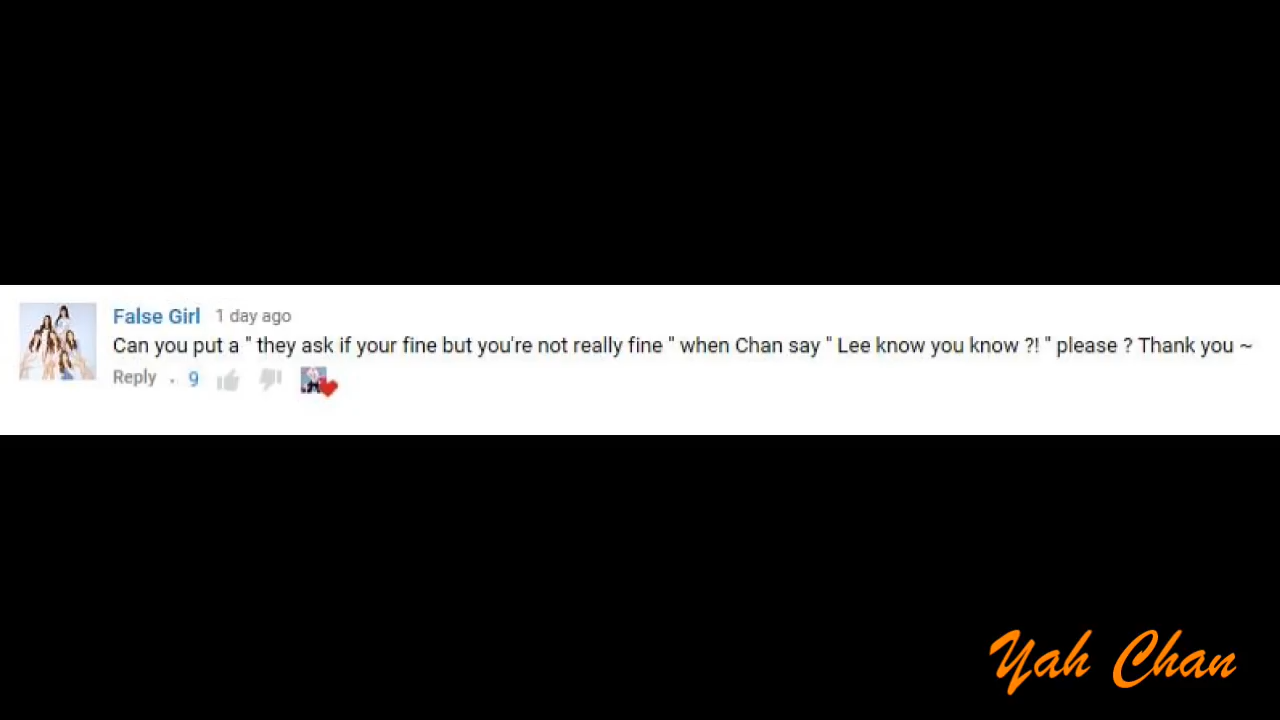 False Girl 1 day ago
Can you put a " they ask if your fine but you're not really fine " when Chan say " Lee know you know ?! " please ? Thank you ~
Reply . 9
Yah Chan